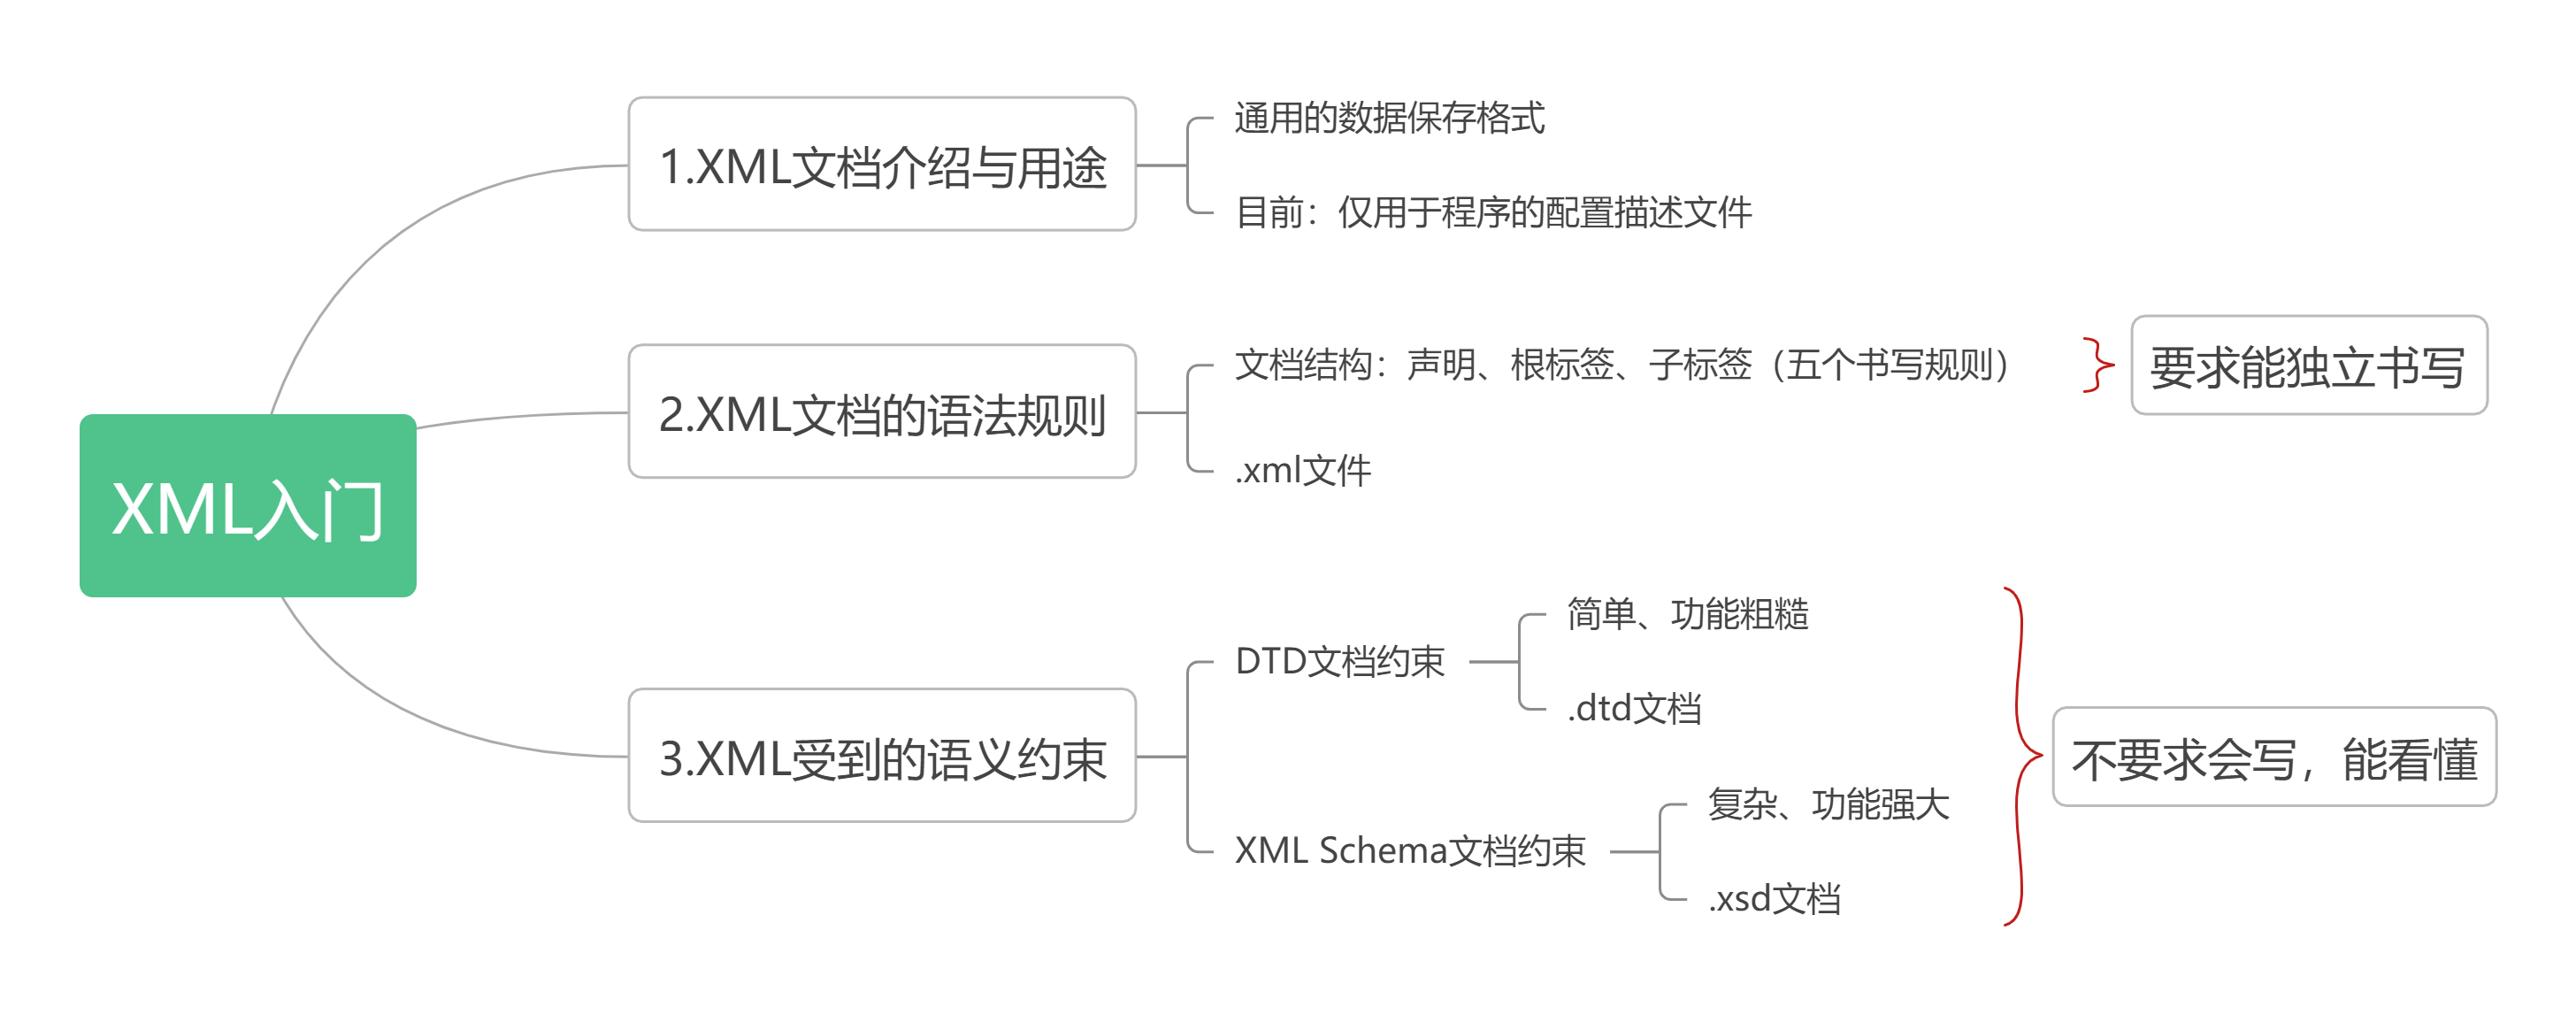 XML入门
1.XML文档介绍与用途
通用的数据保存格式
目前：仅用于程序的配置描述文件
2.XML文档的语法规则
文档结构：声明、根标签、子标签（五个书写规则）
要求能独立书写
.xml文件
3.XML受到的语义约束
DTD文档约束
简单、功能粗糙
.dtd文档
XML Schema文档约束
复杂、功能强大
.xsd文档
不要求会写，能看懂